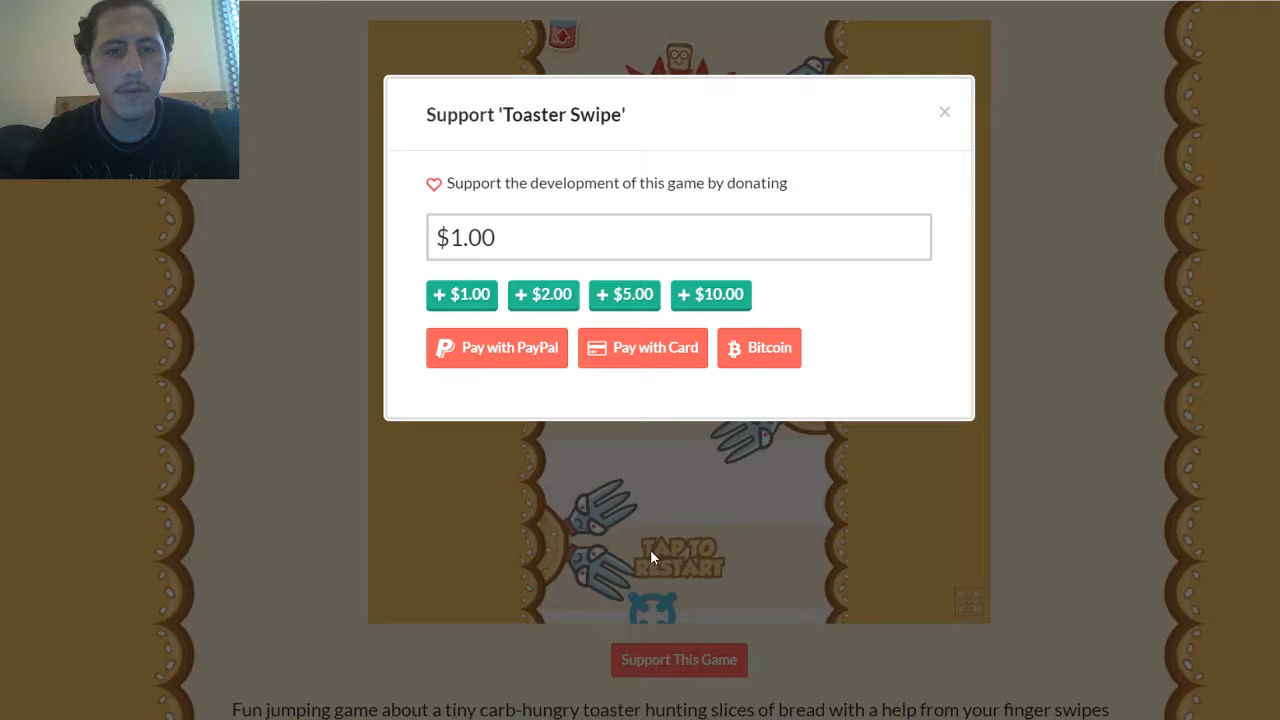 Support 'Toaster Swipe'
×
Support the development of this game by donating
$1.00
+ $1.00 + $2.00 + $5.00 + $10.00
Pay with PayPal Pay with Card Bitcoin
TAP TO
RESTART
Support This Game
Fun jumping game about a tiny carb-hungry toaster hunting slices of bread with a help from your finger swipes